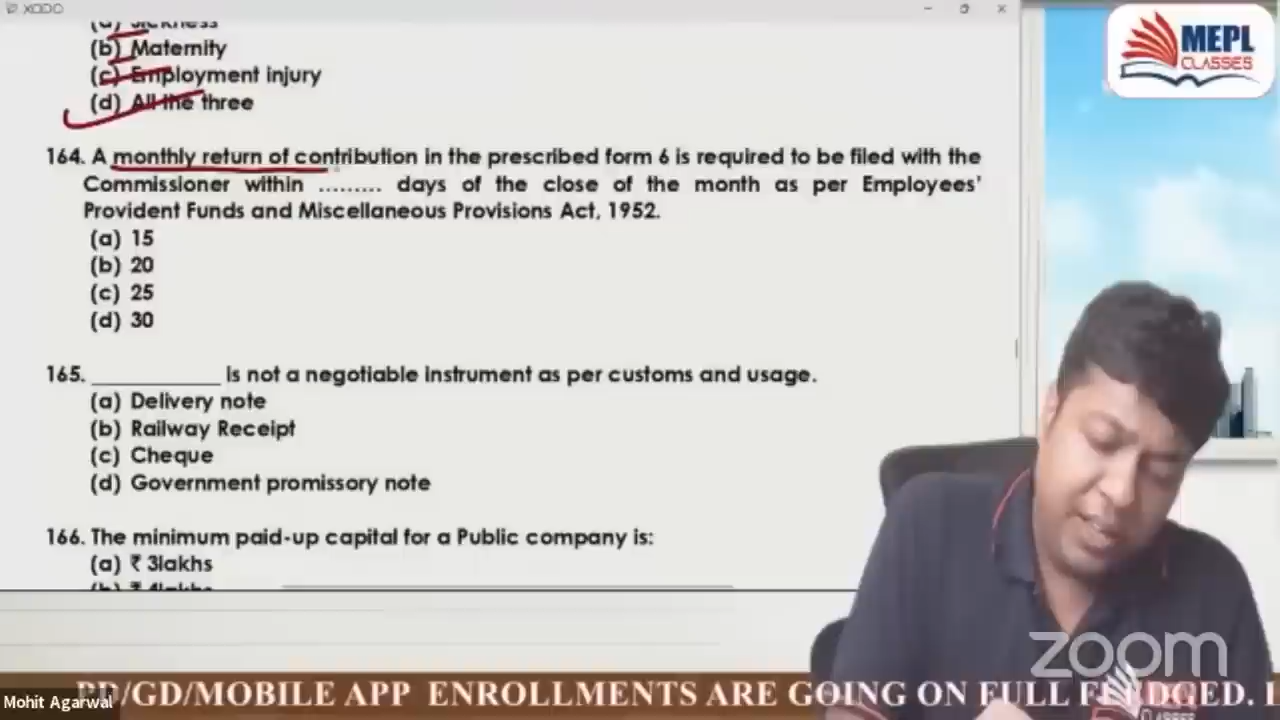 XODO
(a) Sickness
(b) Maternity
(c) Employment injury
(d) All the three
164. A monthly return of contribution in the prescribed form 6 is required to be filed with the
Commissioner within ......... days of the close of the month as per Employees'
Provident Funds and Miscellaneous Provisions Act, 1952.
(a) 15
(b) 20
(c) 25
(d) 30
165. ____________ is not a negotiable instrument as per customs and usage.
(a) Delivery note
(b) Railway Receipt
(c) Cheque
(d) Government promissory note
166. The minimum paid-up capital for a Public company is:
(a) ₹ 3lakhs
(b) ₹ 4lakhs
MEPL
CLASSES
zoom
Mohit Agarwal
PD/GD/MOBILE APP ENROLLMENTS ARE GOING ON FULL FLEDGED.
CLASSES